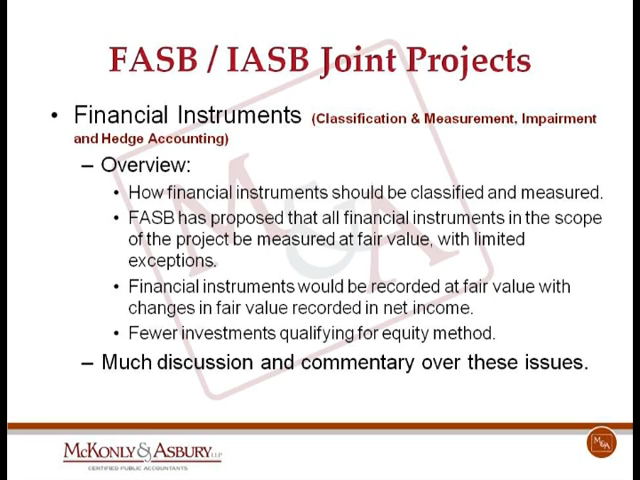 FASB / IASB Joint Projects
• Financial Instruments (Classification & Measurement, Impairment
and Hedge Accounting)
– Overview:
• How financial instruments should be classified and measured.
• FASB has proposed that all financial instruments in the scope
of the project be measured at fair value, with limited
exceptions.
• Financial instruments would be recorded at fair value with
changes in fair value recorded in net income.
• Fewer investments qualifying for equity method.
– Much discussion and commentary over these issues.
M&A
McKonly & Asbury LLP
CERTIFIED PUBLIC ACCOUNTANTS
M&A